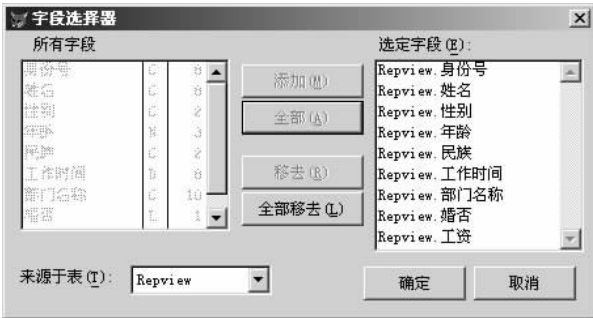 字段选择器
所有字段
身份号 C 8
姓名 C 8
性别 C 2
年龄 N 3
民族 C 2
工作时间 D 8
部门名称 C 10
婚否 L 1
添加(M)
全部(A)
移去(R)
全部移去(L)
选定字段(E):
Repview.身份号
Repview.姓名
Repview.性别
Repview.年龄
Repview.民族
Repview.工作时间
Repview.部门名称
Repview.婚否
Repview.工资
来源于表(T): Repview
确定
取消